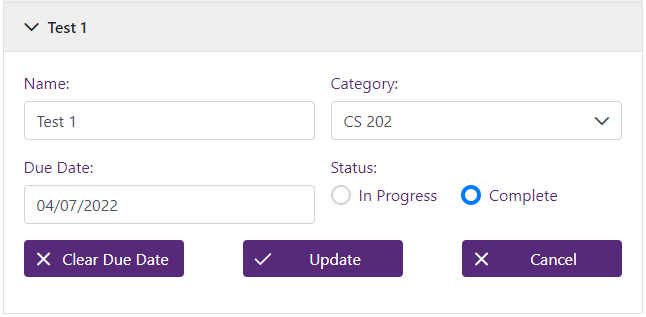 Test 1
Name:
Category:
Test 1
CS 202
Due Date:
Status:
04/07/2022
In Progress
Complete
Clear Due Date
Update
Cancel